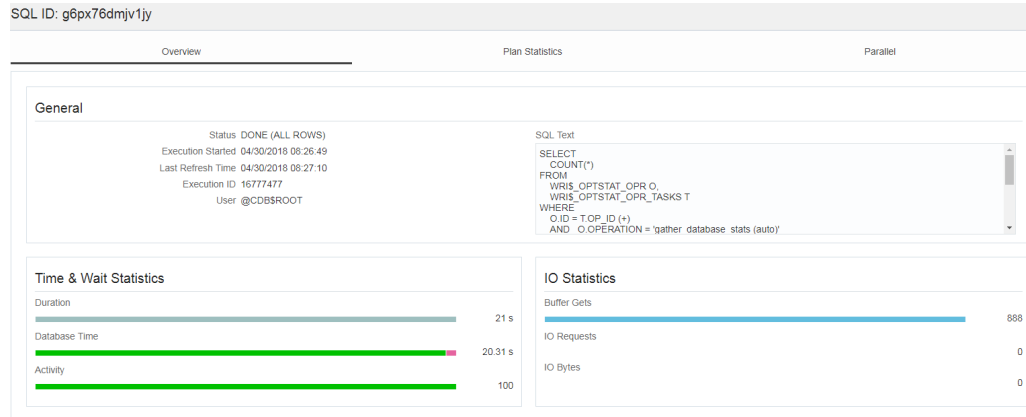 SQL ID: g6px76dmjv1jy
Overview
Plan Statistics
Parallel
General
Status DONE (ALL ROWS)
Execution Started 04/30/2018 08:26:49
Last Refresh Time 04/30/2018 08:27:10
Execution ID 16777477
User @CDB$ROOT
SQL Text
SELECT
COUNT(*)
FROM
WRI$_OPTSTAT_OPR O,
WRI$_OPTSTAT_OPR_TASKS T
WHERE
O.ID = T.OP_ID (+)
AND O.OPERATION = 'gather_database_stats (auto)'
Time & Wait Statistics
Duration
21 s
Database Time
20.31 s
Activity
100
IO Statistics
Buffer Gets
888
IO Requests
0
IO Bytes
0